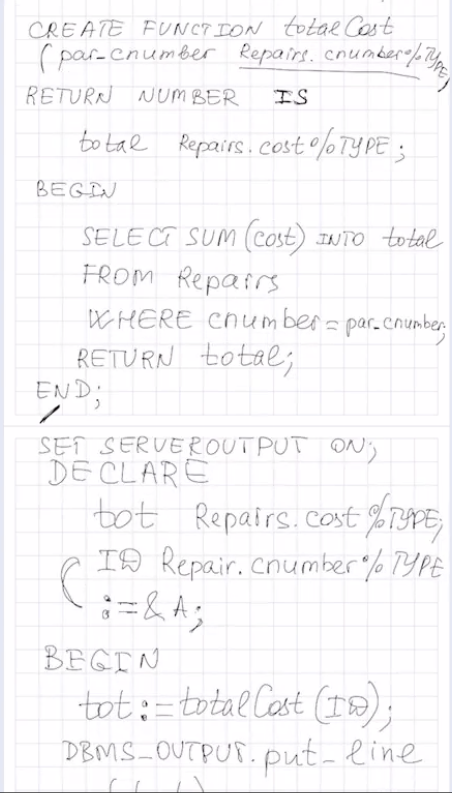 CREATE FUNCTION totalCost
(par_cnumber Repairs.cnumber%TYPE)
RETURN NUMBER IS
total Repairs.cost%TYPE;
BEGIN
SELECT SUM(cost) INTO total
FROM Repairs
WHERE cnumber=par_cnumber;
RETURN total;
END;
/
SET SERVEROUTPUT ON;
DECLARE
tot Repairs.cost%TYPE;
ID Repair.cnumber%TYPE
:=&A;
BEGIN
tot:=totalCost(ID);
DBMS_OUTPUT.put_line